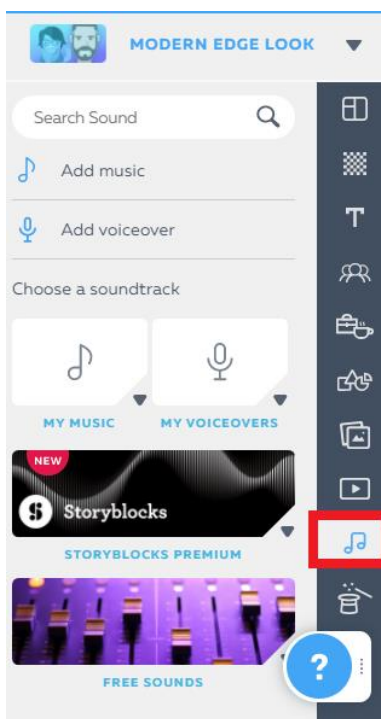 MODERN EDGE LOOK
Search Sound
Add music
T
Add voiceover
Choose a soundtrack
MY MUSIC
MY VOICEOVERS
NEW
S Storyblocks
STORYBLOCKS PREMIUM
FREE SOUNDS
?